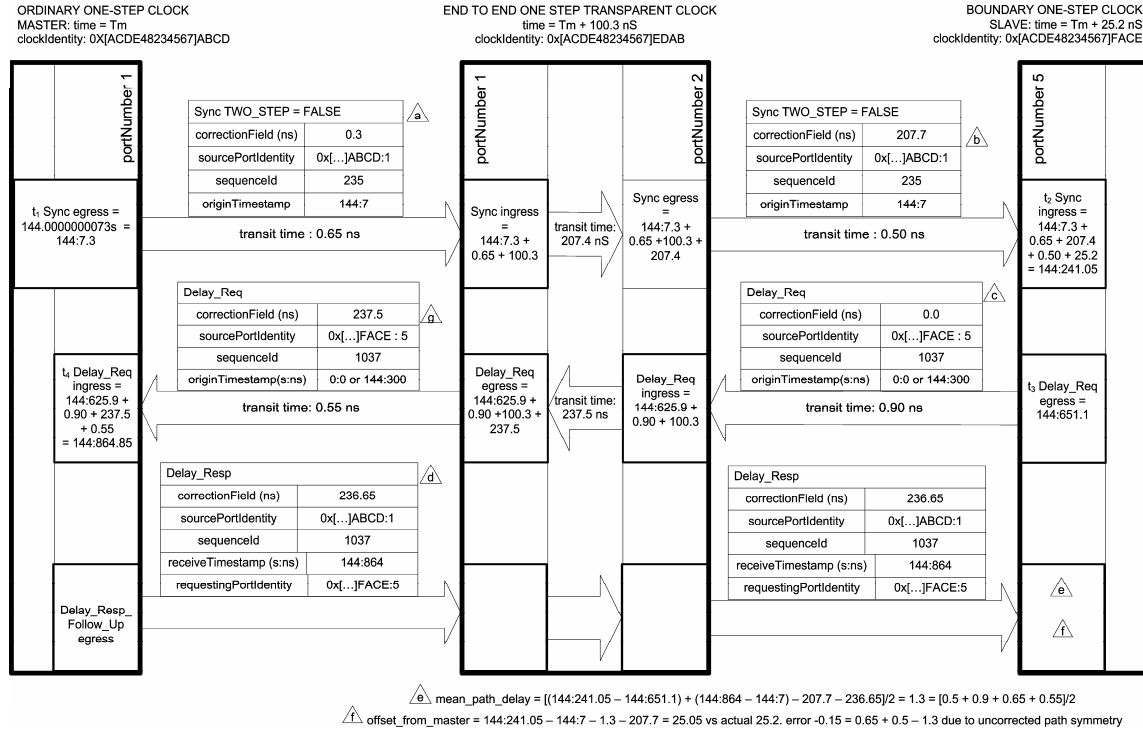 ORDINARY ONE-STEP CLOCK
MASTER: time = Tm
clockIdentity: 0X[ACDE48234567]ABCD
END TO END ONE STEP TRANSPARENT CLOCK
time = Tm + 100.3 nS
clockIdentity: 0x[ACDE48234567]EDAB
BOUNDARY ONE-STEP CLOCK
SLAVE: time = Tm + 25.2 nS
clockIdentity: 0x[ACDE48234567]FACE
portNumber 1
portNumber 1
portNumber 2
portNumber 5
Sync TWO_STEP = FALSE
a
correctionField (ns) 0.3
sourcePortIdentity 0x[...]ABCD:1
sequenceId 235
originTimestamp 144:7
Sync TWO_STEP = FALSE
b
correctionField (ns) 207.7
sourcePortIdentity 0x[...]ABCD:1
sequenceId 235
originTimestamp 144:7
t1 Sync egress =
144.0000000073s =
144:7.3
transit time : 0.65 ns
Sync ingress
=
144:7.3 +
0.65 + 100.3
transit time:
207.4 nS
Sync egress
=
144:7.3 +
0.65 +100.3 +
207.4
transit time : 0.50 ns
t2 Sync
ingress =
144:7.3 +
0.65 + 207.4
+ 0.50 + 25.2
= 144:241.05
Delay_Req
g
correctionField (ns) 237.5
sourcePortIdentity 0x[...]FACE : 5
sequenceId 1037
originTimestamp(s:ns) 0:0 or 144:300
Delay_Req
c
correctionField (ns) 0.0
sourcePortIdentity 0x[...]FACE : 5
sequenceId 1037
originTimestamp(s:ns) 0:0 or 144:300
t4 Delay_Req
ingress =
144:625.9 +
0.90 + 237.5
+ 0.55
= 144:864.85
transit time: 0.55 ns
Delay_Req
egress =
144:625.9 +
0.90 +100.3 +
237.5
transit time:
237.5 ns
Delay_Req
ingress =
144:625.9 +
0.90 + 100.3
transit time: 0.90 ns
t3 Delay_Req
egress =
144:651.1
Delay_Resp
d
correctionField (ns) 236.65
sourcePortIdentity 0x[...]ABCD:1
sequenceId 1037
receiveTimestamp (s:ns) 144:864
requestingPortIdentity 0x[...]FACE:5
Delay_Resp
correctionField (ns) 236.65
sourcePortIdentity 0x[...]ABCD:1
sequenceId 1037
receiveTimestamp (s:ns) 144:864
requestingPortIdentity 0x[...]FACE:5
Delay_Resp_
Follow_Up
egress
e
f
e mean_path_delay = [(144:241.05 – 144:651.1) + (144:864 – 144:7) – 207.7 – 236.65]/2 = 1.3 = [0.5 + 0.9 + 0.65 + 0.55]/2
f offset_from_master = 144:241.05 – 144:7 – 1.3 – 207.7 = 25.05 vs actual 25.2. error -0.15 = 0.65 + 0.5 – 1.3 due to uncorrected path symmetry